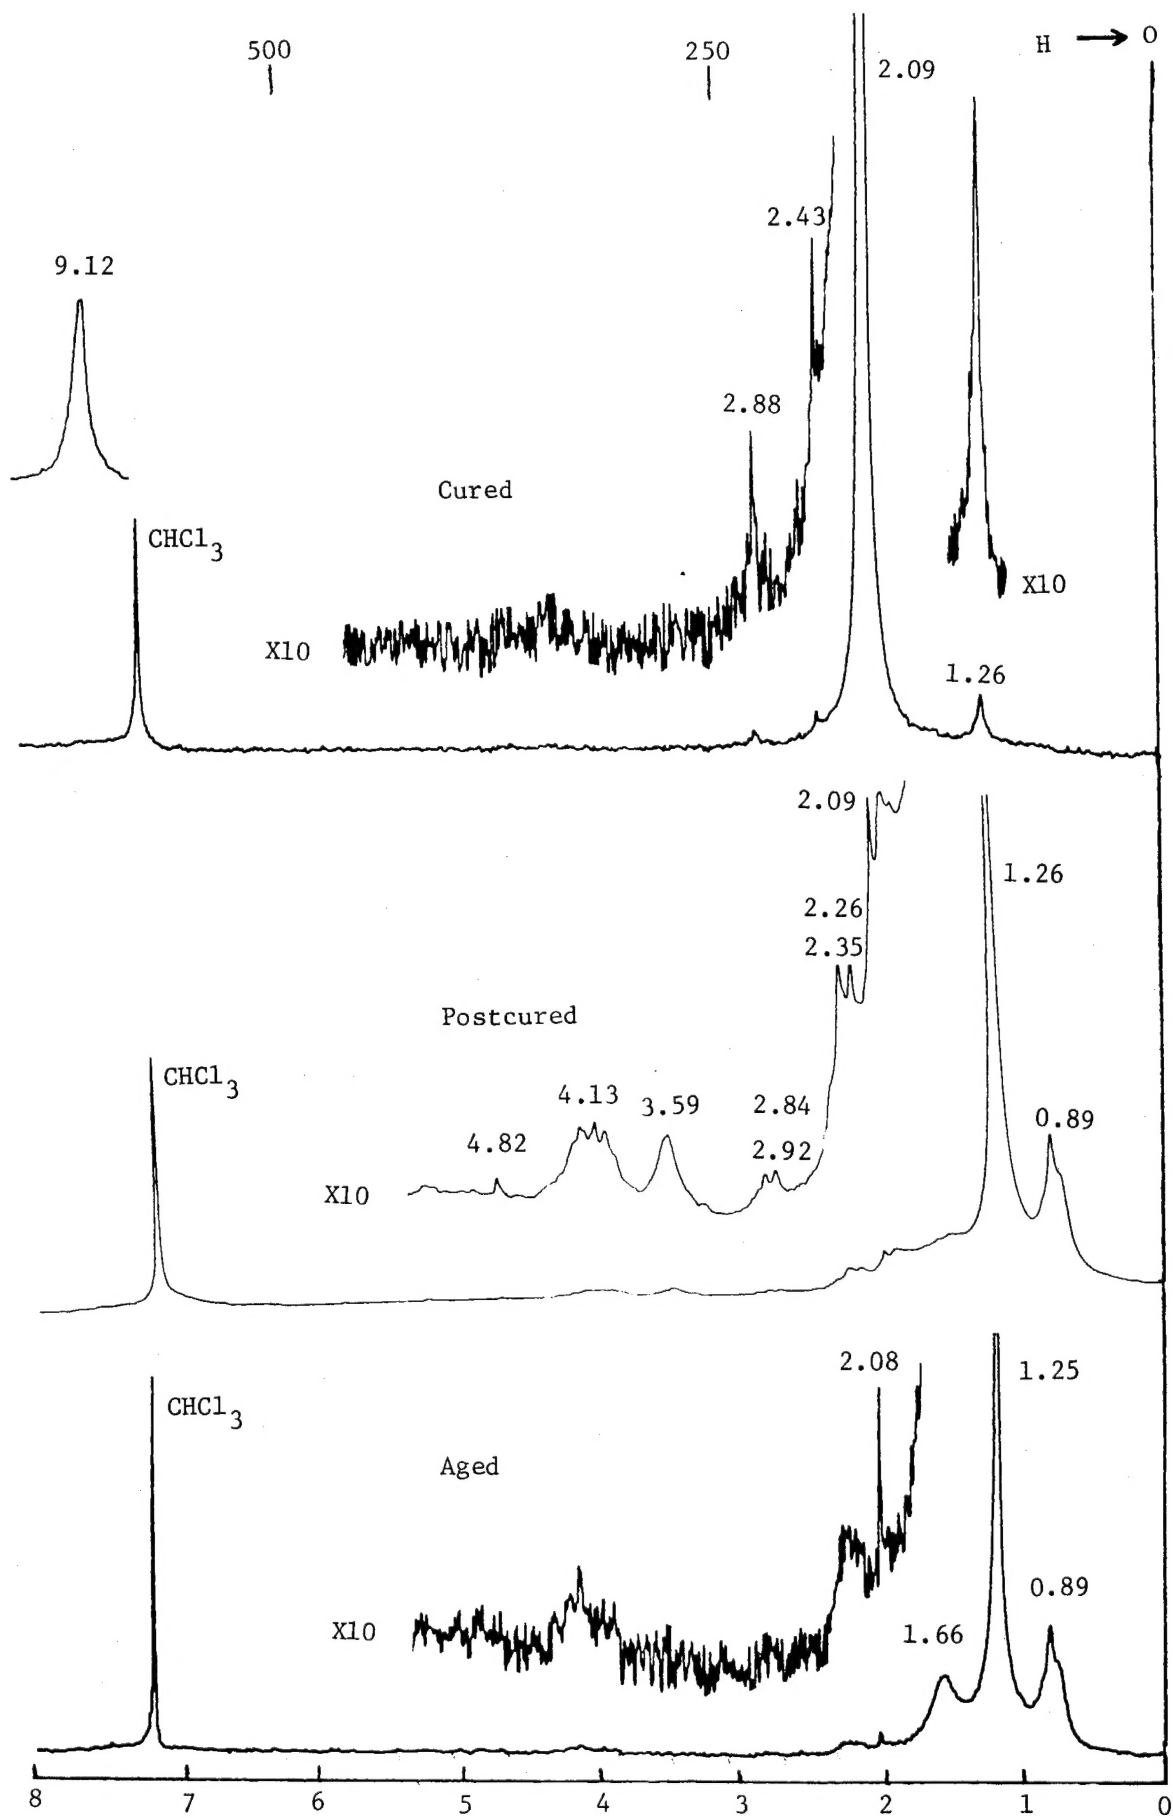 500
250
H → O
2.09
2.43
9.12
2.88
Cured
CHCl3
X10
X10
1.26
2.09
1.26
2.26
2.35
Postcured
CHCl3
4.13
3.59
2.84
0.89
4.82
2.92
X10
2.08
1.25
CHCl3
Aged
0.89
X10
1.66
8 7 6 5 4 3 2 1 0